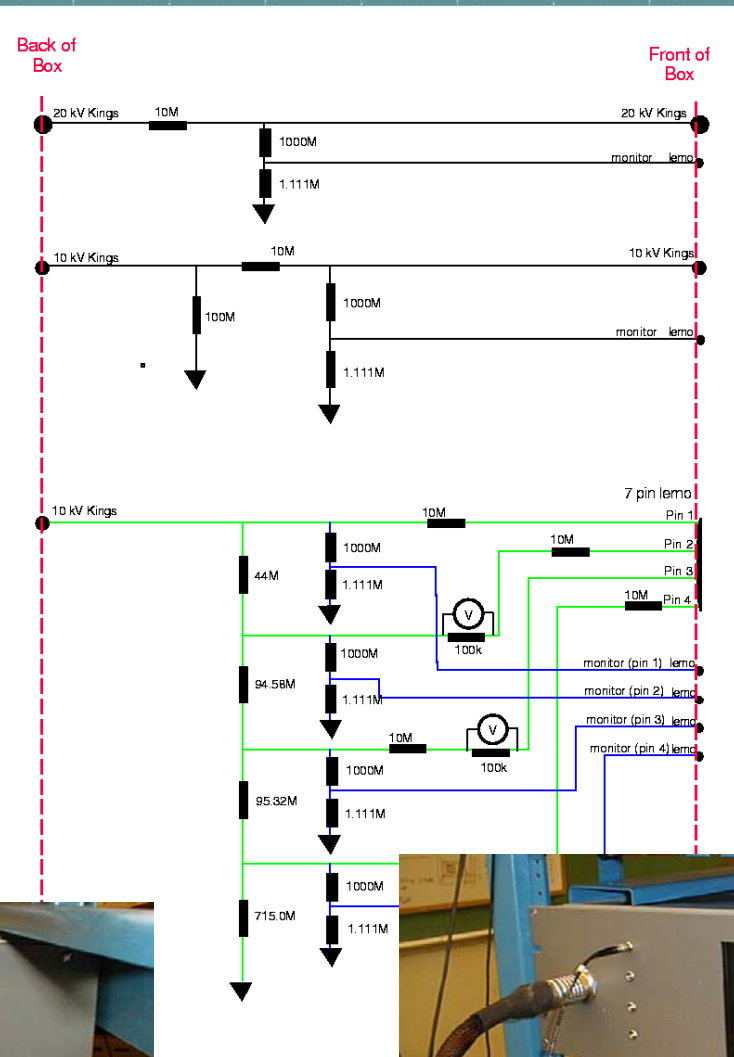 Back of
Box
Front of
Box
20 kV Kings
10M
20 kV Kings
1000M
monitor lemo
1.111M
10 kV Kings
10M
10 kV Kings
1000M
100M
monitor lemo
1.111M
7 pin lemo
10 kV Kings
10M
Pin 1
1000M
10M
Pin 2
44M
1.111M
Pin 3
10M
Pin 4
V
100k
1000M
monitor (pin 1) lemo
94.58M
1.111M
monitor (pin 2) lemo
monitor (pin 3) lemo
V
10M
monitor (pin 4) lemo
1000M
100k
95.32M
1.111M
1000M
715.0M
1.111M